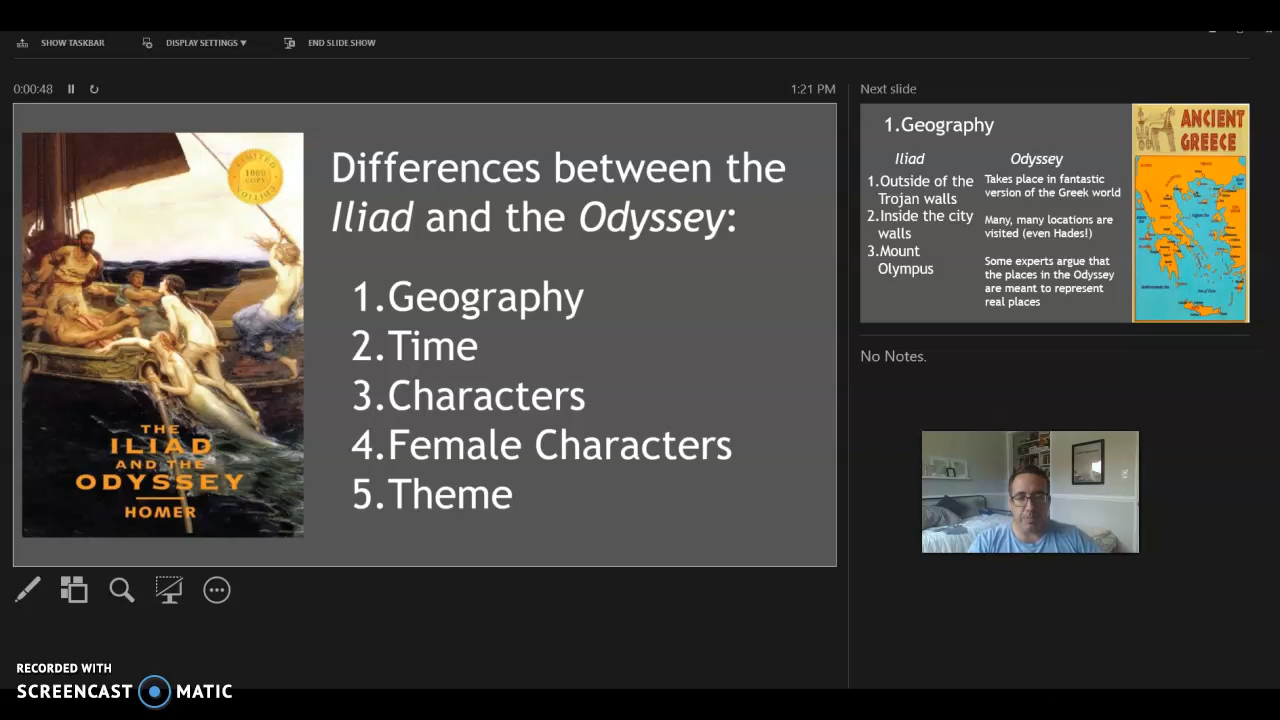 SHOW TASKBAR
DISPLAY SETTINGS ▾
END SLIDE SHOW
0:00:48
1:21 PM
Next slide
LIMITED
1000
COPY
THE
ILIAD
AND THE
ODYSSEY
HOMER
Differences between the
Iliad and the Odyssey:
1.Geography
2.Time
3.Characters
4.Female Characters
5.Theme
1.Geography
Iliad
1.Outside of the
Trojan walls
2.Inside the city
walls
3.Mount
Olympus
Odyssey
Takes place in fantastic
version of the Greek world
Many, many locations are
visited (even Hades!)
Some experts argue that
the places in the Odyssey
are meant to represent
real places
ANCIENT
GREECE
No Notes.
RECORDED WITH
SCREENCAST MATIC